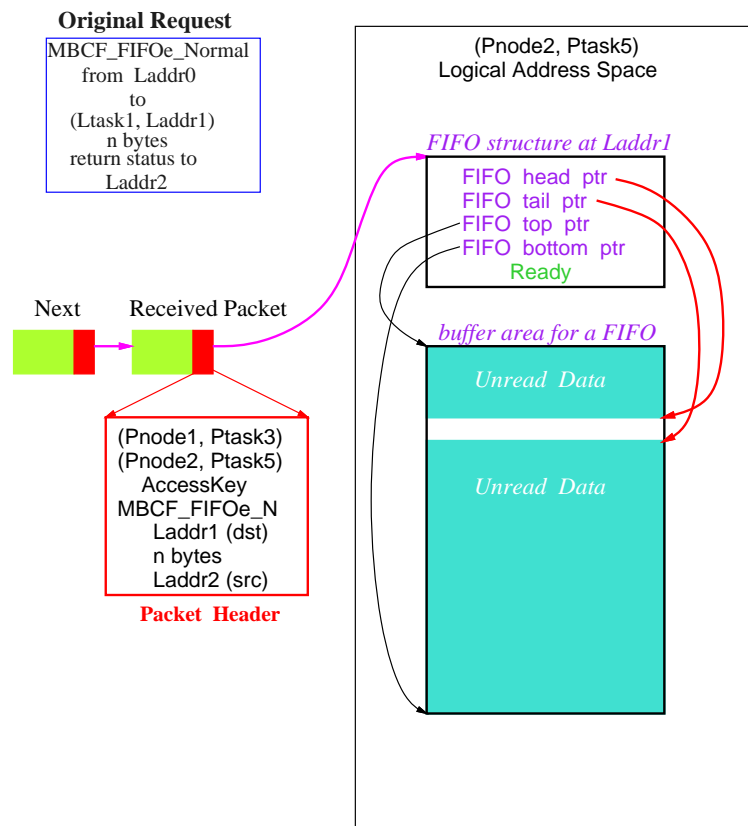 Original Request
MBCF_FIFOe_Normal
from Laddr0
to
(Ltask1, Laddr1)
n bytes
return status to
Laddr2
(Pnode2, Ptask5)
Logical Address Space
FIFO structure at Laddr1
FIFO head ptr
FIFO tail ptr
FIFO top ptr
FIFO bottom ptr
Ready
Next
Received Packet
buffer area for a FIFO
Unread Data
Unread Data
(Pnode1, Ptask3)
(Pnode2, Ptask5)
AccessKey
MBCF_FIFOe_N
Laddr1 (dst)
n bytes
Laddr2 (src)
Packet Header